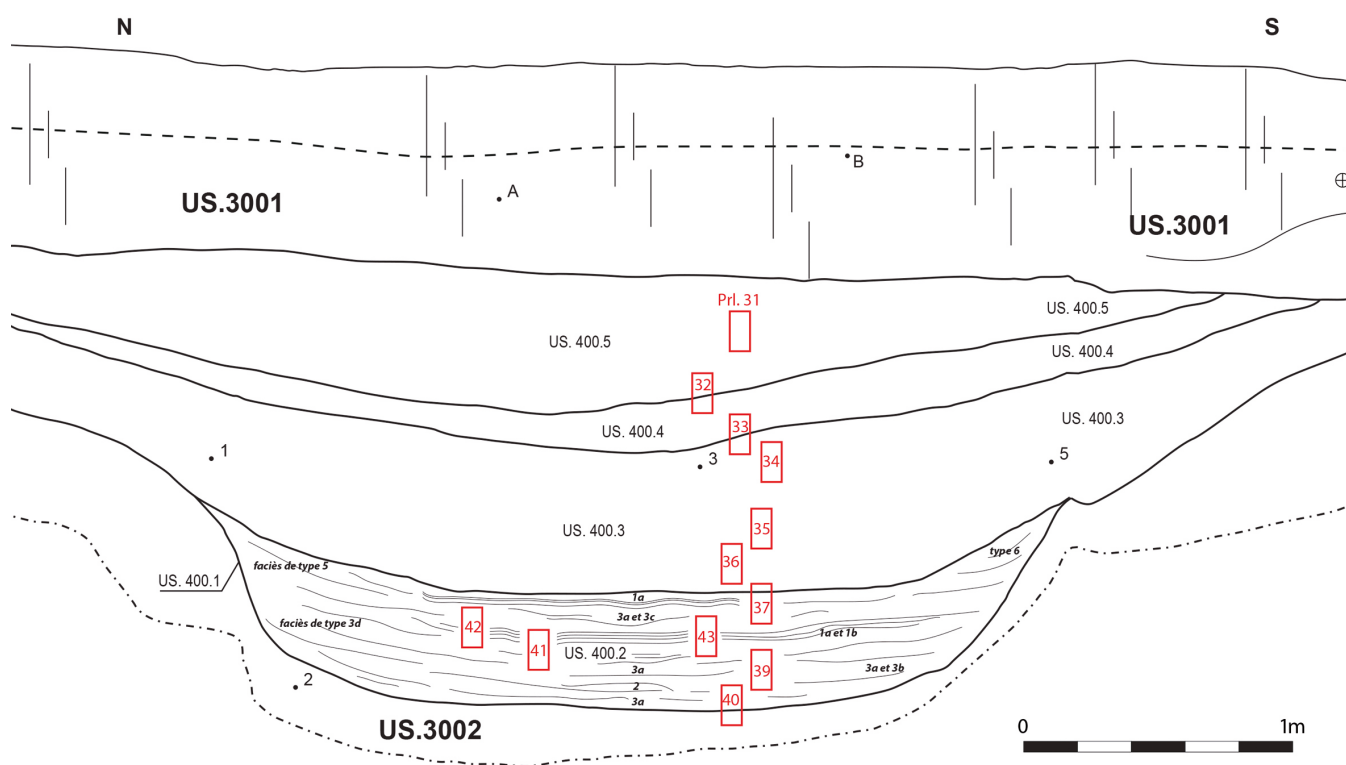 N
S
B
A
US.3001
US.3001
Prl. 31
US. 400.5
US. 400.5
US. 400.4
32
US. 400.4
33
US. 400.3
1
3
34
5
US. 400.3
35
type 6
36
faciès de type 5
US. 400.1
1a
37
3a et 3c
42
faciès de type 3d
43
1a et 1b
41
US. 400.2
3a
39
3a et 3b
2
2
3a
40
US.3002
0
1m